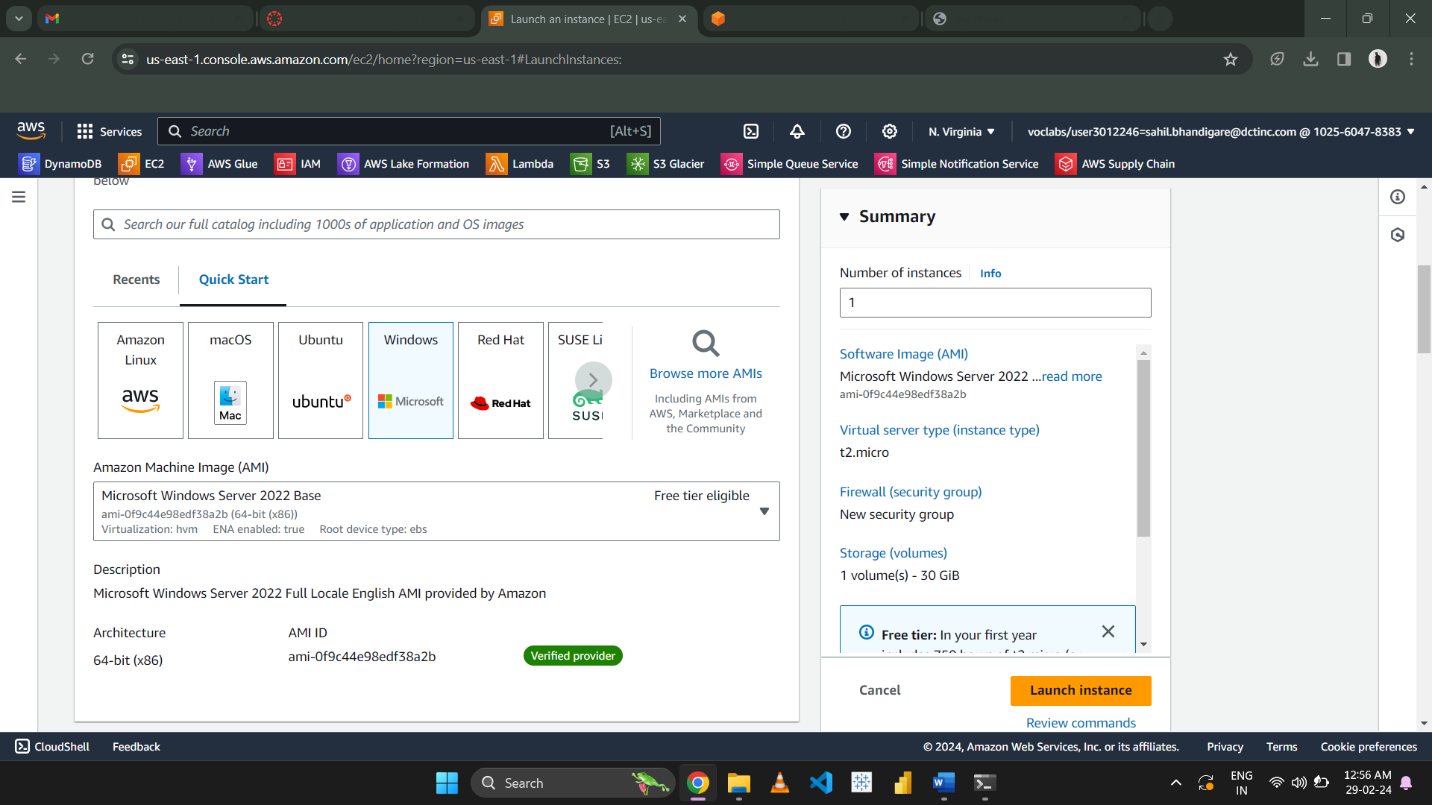 Launch an instance | EC2 | us-ea
us-east-1.console.aws.amazon.com/ec2/home?region=us-east-1#LaunchInstances:
aws
Services
Search
[Alt+S]
N. Virginia
voclabs/user3012246=sahil.bhandigare@dctinc.com @ 1025-6047-8383
DynamoDB
EC2
AWS Glue
IAM
AWS Lake Formation
Lambda
S3
S3 Glacier
Simple Queue Service
Simple Notification Service
AWS Supply Chain
below
Search our full catalog including 1000s of application and OS images
Recents
Quick Start
Amazon
Linux
aws
macOS
Mac
Ubuntu
ubuntu
Windows
Microsoft
Red Hat
RedHat
SUSE Li
SUS
Browse more AMIs
Including AMIs from
AWS, Marketplace and
the Community
Amazon Machine Image (AMI)
Microsoft Windows Server 2022 Base
Free tier eligible
ami-0f9c44e98edf38a2b (64-bit (x86))
Virtualization: hvm ENA enabled: true Root device type: ebs
Description
Microsoft Windows Server 2022 Full Locale English AMI provided by Amazon
Architecture
64-bit (x86)
AMI ID
ami-0f9c44e98edf38a2b
Verified provider
Summary
Number of instances
Info
1
Software Image (AMI)
Microsoft Windows Server 2022 ...read more
ami-0f9c44e98edf38a2b
Virtual server type (instance type)
t2.micro
Firewall (security group)
New security group
Storage (volumes)
1 volume(s) - 30 GiB
Free tier: In your first year
Cancel
Launch instance
Review commands
CloudShell
Feedback
© 2024, Amazon Web Services, Inc. or its affiliates.
Privacy
Terms
Cookie preferences
Search
ENG
IN
12:56 AM
29-02-24